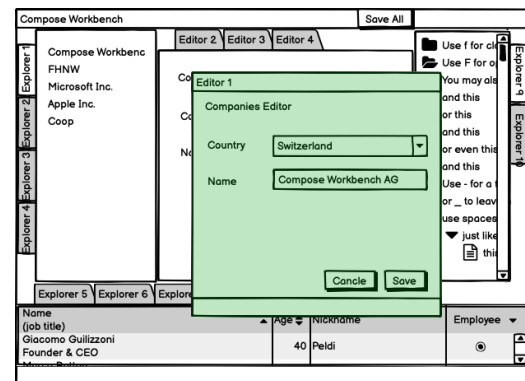 Compose Workbench
Save All
Explorer 1
Explorer 2
Explorer 3
Explorer 4
Compose Workbenc
FHNW
Microsoft Inc.
Apple Inc.
Coop
Editor 2
Editor 3
Editor 4
Editor 1
Companies Editor
Country
Switzerland
Name
Compose Workbench AG
Cancle
Save
Use f for clo
Use F for o
You may als
and this
or this
and this
or even this
and this
Use - for a
or _ to leav
use spaces
just like
this
Explorer 9
Explorer 10
Explorer 5
Explorer 6
Explore
Name
(job title)
Age
Nickname
Employee
Giacomo Guilizzoni
Founder & CEO
40
Peldi